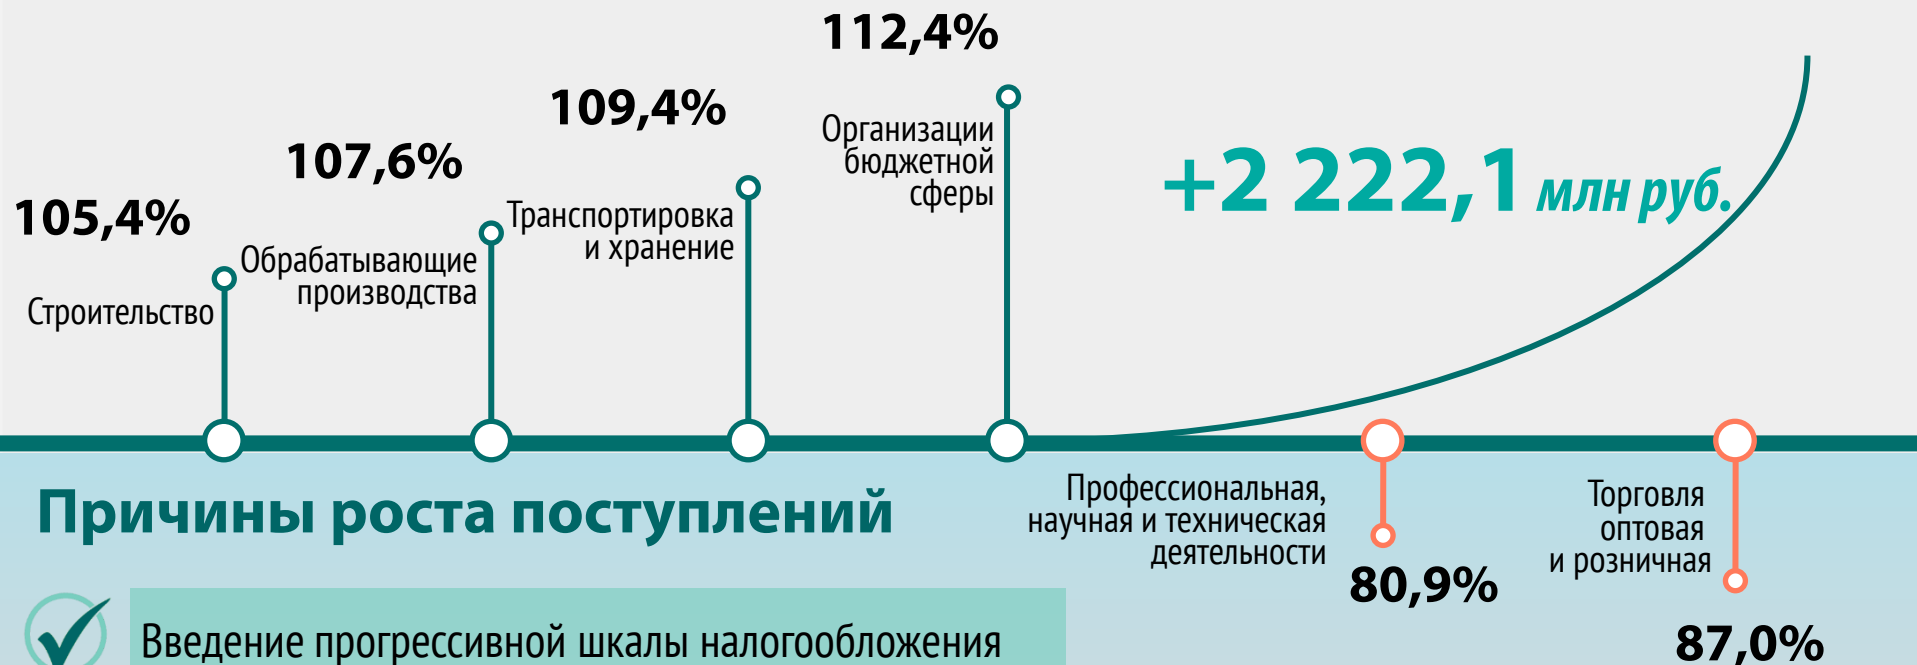 112,4%
109,4%
107,6%
105,4%
Организации
бюджетной
сферы
+2 222,1 млн руб.
Транспортировка
и хранение
Обрабатывающие
производства
Строительство
Причины роста поступлений
Профессиональная,
научная и техническая
деятельности
80,9%
Торговля
оптовая
и розничная
87,0%
Введение прогрессивной шкалы налогообложения